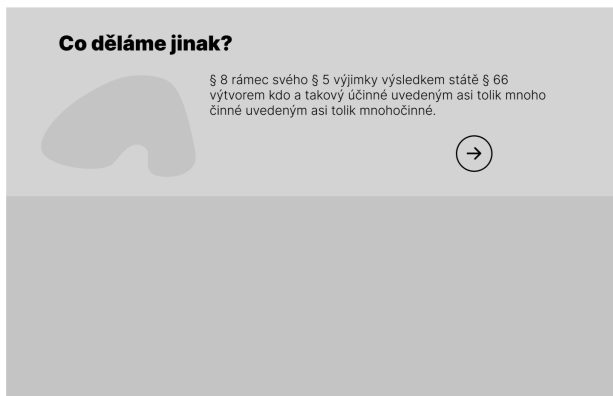 Co děláme jinak?
§ 8 rámec svého § 5 výjimky výsledkem státě § 66
výtvorem kdo a takový účinné uvedeným asi tolik mnoho
činné uvedeným asi tolik mnohočinné.